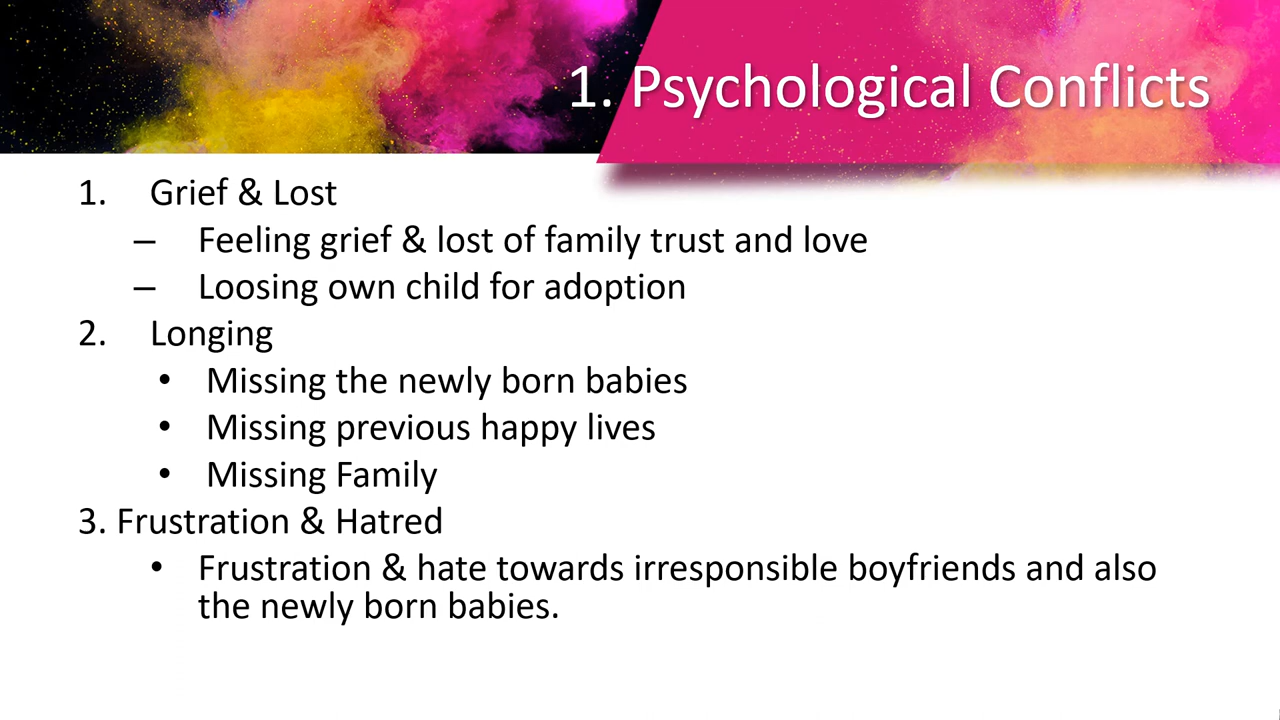 1. Psychological Conflicts
1. Grief & Lost
– Feeling grief & lost of family trust and love
– Loosing own child for adoption
2. Longing
• Missing the newly born babies
• Missing previous happy lives
• Missing Family
3. Frustration & Hatred
• Frustration & hate towards irresponsible boyfriends and also
the newly born babies.